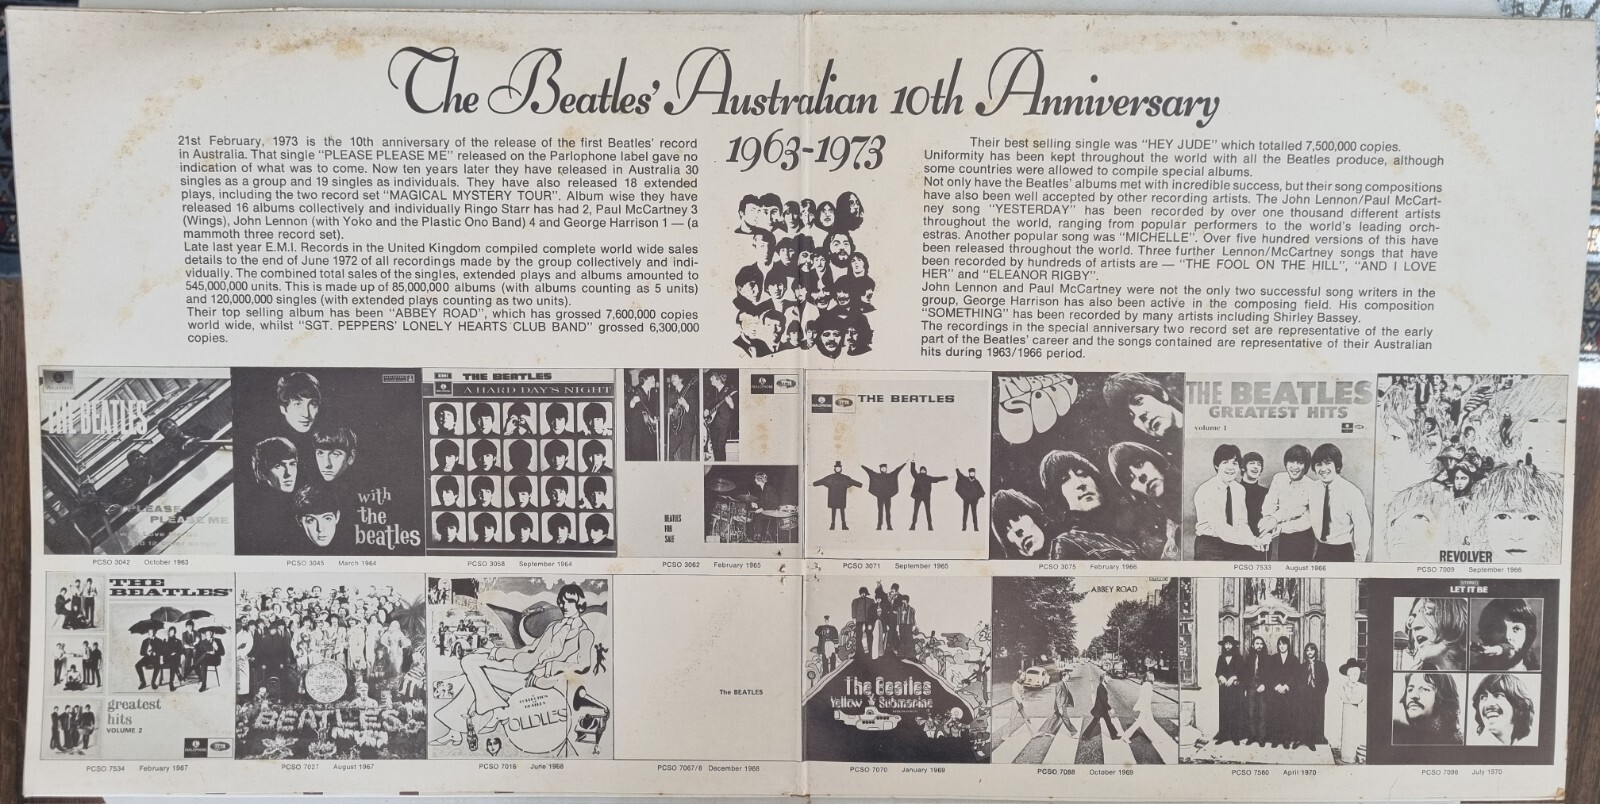 The Beatles' Australian 10th Anniversary
1963-1973
21st February, 1973 is the 10th anniversary of the release of the first Beatles' record
in Australia. That single "PLEASE PLEASE ME" released on the Parlophone label gave no
indication of what was to come. Now ten years later they have released in Australia 30
singles as a group and 19 singles as individuals. They have also released 18 extended
plays, including the two record set "MAGICAL MYSTERY TOUR". Album wise they have
released 16 albums collectively and individually Ringo Starr has had 2, Paul McCartney 3
(Wings), John Lennon (with Yoko and the Plastic Ono Band) 4 and George Harrison 1 — (a
mammoth three record set).
Late last year E.M.I. Records in the United Kingdom compiled complete world wide sales
details to the end of June 1972 of all recordings made by the group collectively and indi-
vidually. The combined total sales of the singles, extended plays and albums amounted to
545,000,000 units. This is made up of 85,000,000 albums (with albums counting as 5 units)
and 120,000,000 singles (with extended plays counting as two units).
Their top selling album has been "ABBEY ROAD", which has grossed 7,600,000 copies
world wide, whilst "SGT. PEPPERS' LONELY HEARTS CLUB BAND" grossed 6,300,000
copies.
Their best selling single was "HEY JUDE" which totalled 7,500,000 copies.
Uniformity has been kept throughout the world with all the Beatles produce, although
some countries were allowed to compile special albums.
Not only have the Beatles' albums met with incredible success, but their song compositions
have also been well accepted by other recording artists. The John Lennon/Paul McCart-
ney song "YESTERDAY" has been recorded by over one thousand different artists
throughout the world, ranging from popular performers to the world's leading orch-
estras. Another popular song was "MICHELLE". Over five hundred versions of this have
been released throughout the world. Three further Lennon/McCartney songs that have
been recorded by hundreds of artists are — "THE FOOL ON THE HILL", "AND I LOVE
HER" and "ELEANOR RIGBY".
John Lennon and Paul McCartney were not the only two successful song writers in the
group, George Harrison has also been active in the composing field. His composition
"SOMETHING" has been recorded by many artists including Shirley Bassey.
The recordings in the special anniversary two record set are representative of the early
part of the Beatles' career and the songs contained are representative of their Australian
hits during 1963/1966 period.
THE BEATLES
PLEASE
PLEASE ME
with
the
beatles
EMI
THE BEATLES
A HARD DAY'S NIGHT
BEATLES
FOR
SALE
THE BEATLES
RUBBER
SOUL
THE BEATLES
GREATEST HITS
volume 1
REVOLVER
PCSO 3042 October 1963
PCSO 3045 March 1964
PCSO 3058 September 1964
PCSO 3062 February 1965
PCSO 3071 September 1965
PCSO 3075 February 1966
PCSO 7533 August 1966
PCSO 7009 September 1966
THE
BEATLES'
greatest
hits
VOLUME 2
BEATLES
OLDIES
The BEATLES
The Beatles
Yellow Submarine
ABBEY ROAD
HEY
JUDE
STEREO
LET IT BE
PCSO 7534 February 1967
PCSO 7027 August 1967
PCSO 7016 June 1968
PCSO 7067/8 December 1968
PCSO 7070 January 1969
PCSO 7088 October 1969
PCSO 7560 April 1970
PCSO 7096 July 1970